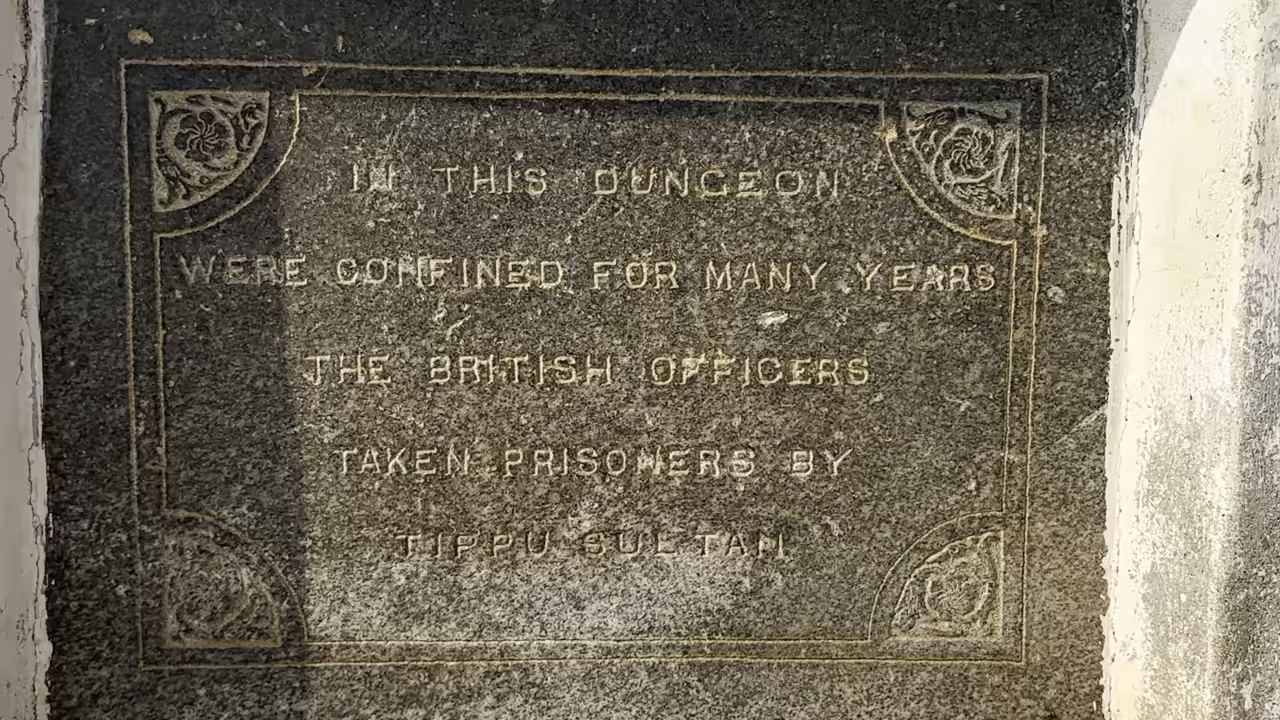 IN THIS DUNGEON
WERE CONFINED FOR MANY YEARS
THE BRITISH OFFICERS
TAKEN PRISONERS BY
TIPPU SULTAN